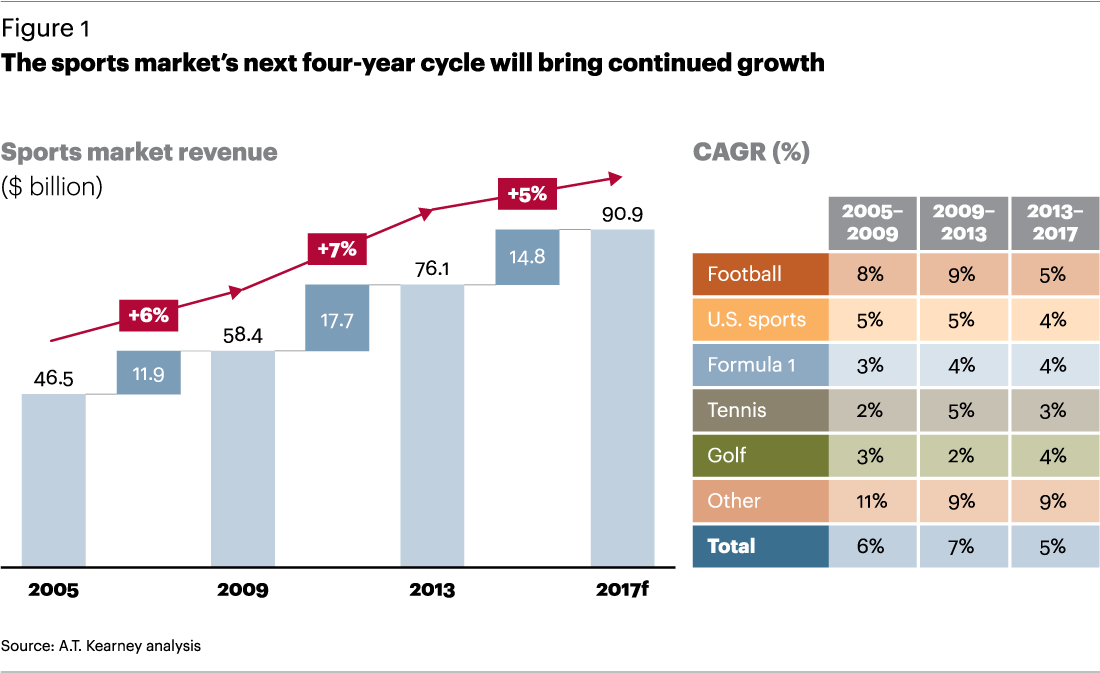 Figure 1
The sports market's next four-year cycle will bring continued growth
Sports market revenue
($ billion)
+6%
+7%
+5%
46.5
11.9
58.4
17.7
76.1
14.8
90.9
2005
2009
2013
2017f
CAGR (%)
2005–
2009
2009–
2013
2013–
2017
Football 8% 9% 5%
U.S. sports 5% 5% 4%
Formula 1 3% 4% 4%
Tennis 2% 5% 3%
Golf 3% 2% 4%
Other 11% 9% 9%
Total 6% 7% 5%
Source: A.T. Kearney analysis